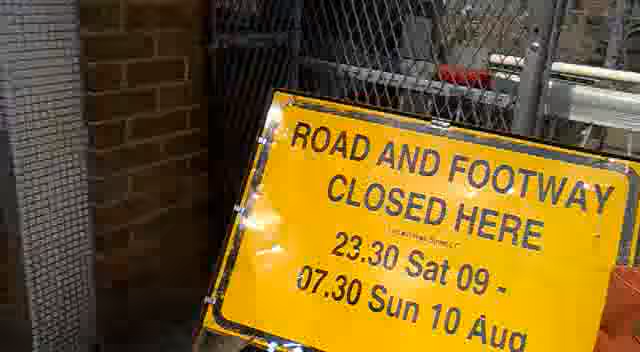 ROAD AND FOOTWAY
CLOSED HERE
23.30 Sat 09 -
07.30 Sun 10 Aug